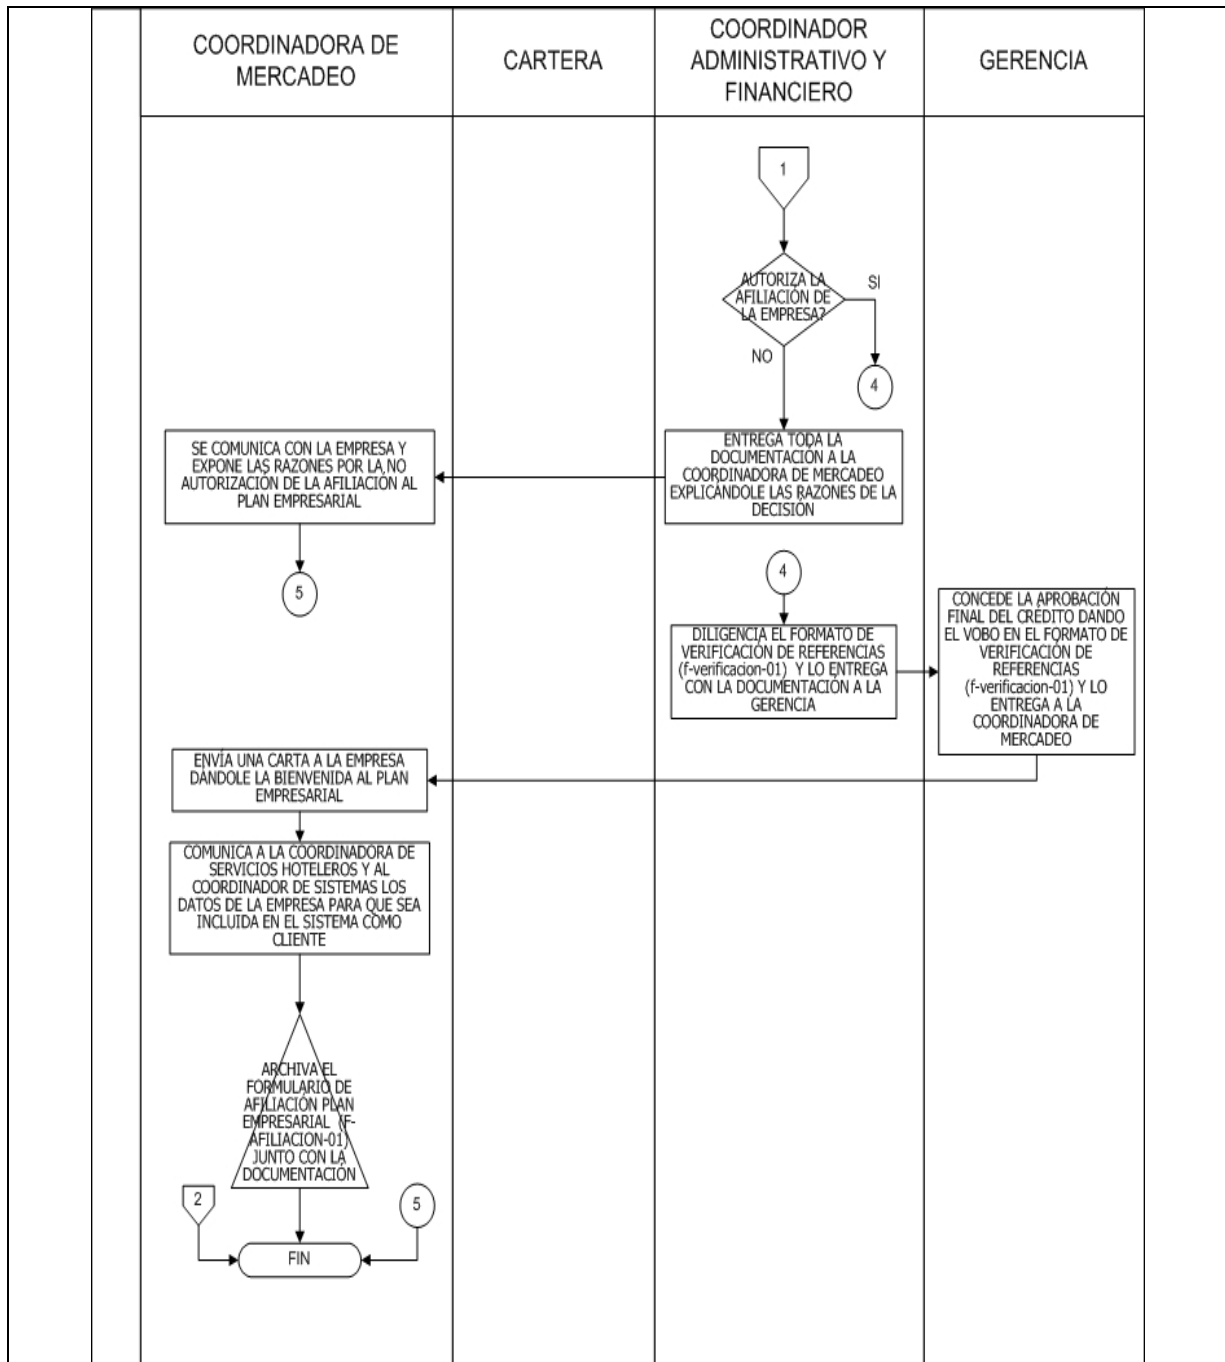 COORDINADORA DE
MERCADEO
CARTERA
COORDINADOR
ADMINISTRATIVO Y
FINANCIERO
GERENCIA
1
AUTORIZA LA
AFILIACIÓN DE
LA EMPRESA?
SI
NO
4
ENTREGA TODA LA
DOCUMENTACIÓN A LA
COORDINADORA DE MERCADEO
EXPLICÁNDOLE LAS RAZONES DE LA
DECISIÓN
SE COMUNICA CON LA EMPRESA Y
EXPONE LAS RAZONES POR LA NO
AUTORIZACIÓN DE LA AFILIACIÓN AL
PLAN EMPRESARIAL
5
4
DILIGENCIA EL FORMATO DE
VERIFICACIÓN DE REFERENCIAS
(f-verificacion-01) Y LO ENTREGA
CON LA DOCUMENTACIÓN A LA
GERENCIA
CONCEDE LA APROBACIÓN
FINAL DEL CRÉDITO DANDO
EL VOBO EN EL FORMATO DE
VERIFICACIÓN DE
REFERENCIAS
(f-verificacion-01) Y LO
ENTREGA A LA
COORDINADORA DE
MERCADEO
ENVÍA UNA CARTA A LA EMPRESA
DÁNDOLE LA BIENVENIDA AL PLAN
EMPRESARIAL
COMUNICA A LA COORDINADORA DE
SERVICIOS HOTELEROS Y AL
COORDINADOR DE SISTEMAS LOS
DATOS DE LA EMPRESA PARA QUE SEA
INCLUIDA EN EL SISTEMA COMO
CLIENTE
ARCHIVA EL
FORMULARIO DE
AFILIACIÓN PLAN
EMPRESARIAL (F-
AFILIACION-01)
JUNTO CON LA
DOCUMENTACIÓN
2
5
FIN